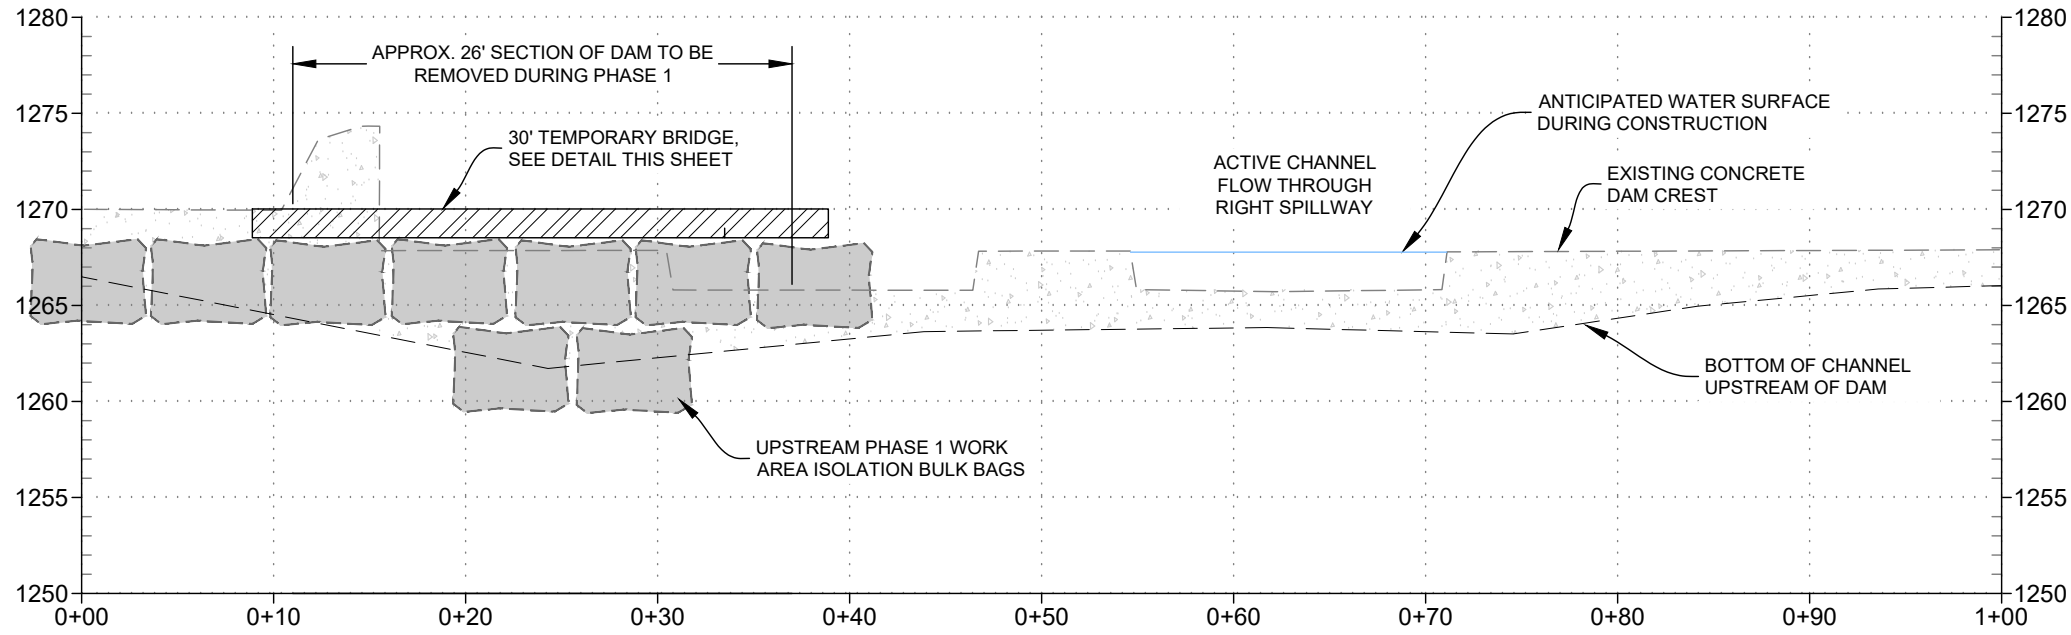 1280
1275
1270
1265
1260
1255
1250
APPROX. 26' SECTION OF DAM TO BE
REMOVED DURING PHASE 1
30' TEMPORARY BRIDGE,
SEE DETAIL THIS SHEET
ACTIVE CHANNEL
FLOW THROUGH
RIGHT SPILLWAY
ANTICIPATED WATER SURFACE
DURING CONSTRUCTION
EXISTING CONCRETE
DAM CREST
BOTTOM OF CHANNEL
UPSTREAM OF DAM
UPSTREAM PHASE 1 WORK
AREA ISOLATION BULK BAGS
1280
1275
1270
1265
1260
1255
1250
0+00 0+10 0+20 0+30 0+40 0+50 0+60 0+70 0+80 0+90 1+00